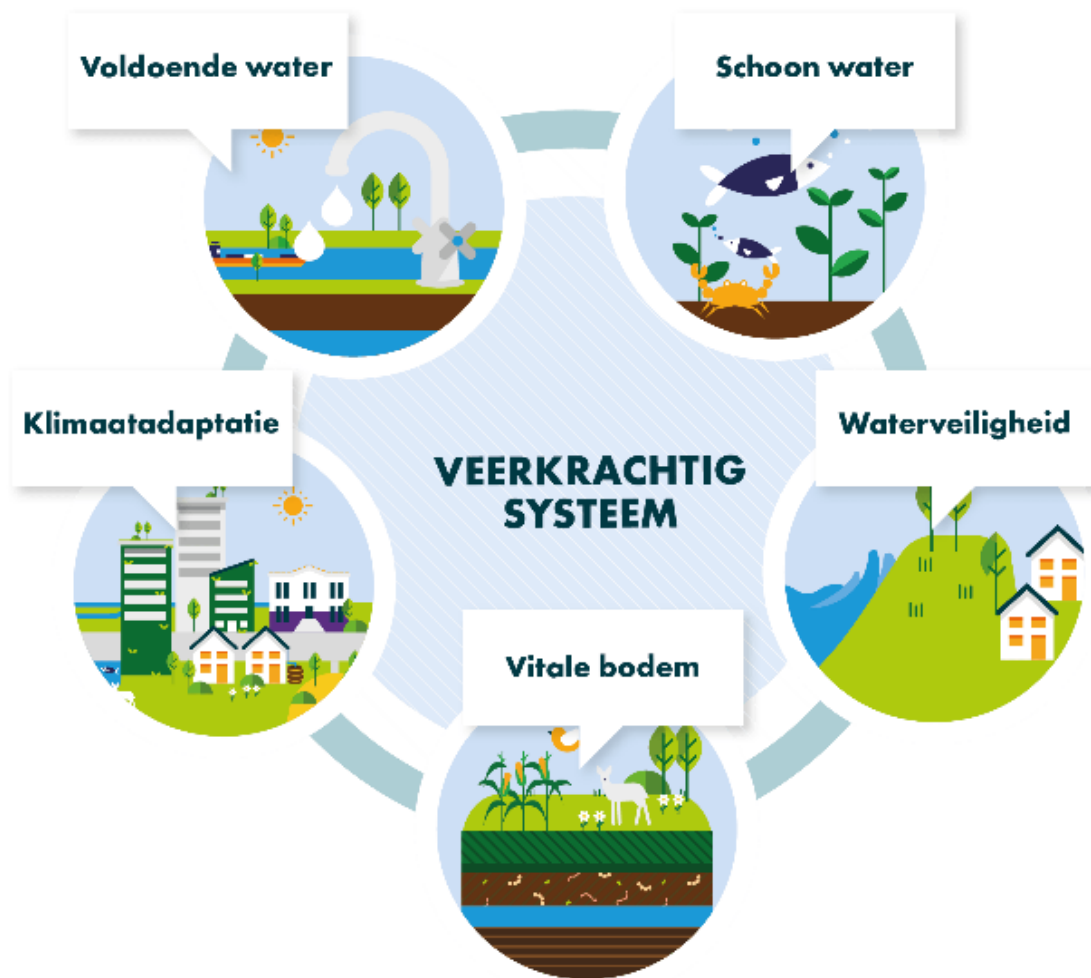 Voldoende water
Schoon water
Klimaatadaptatie
Waterveiligheid
VEERKRACHTIG
SYSTEEM
Vitale bodem